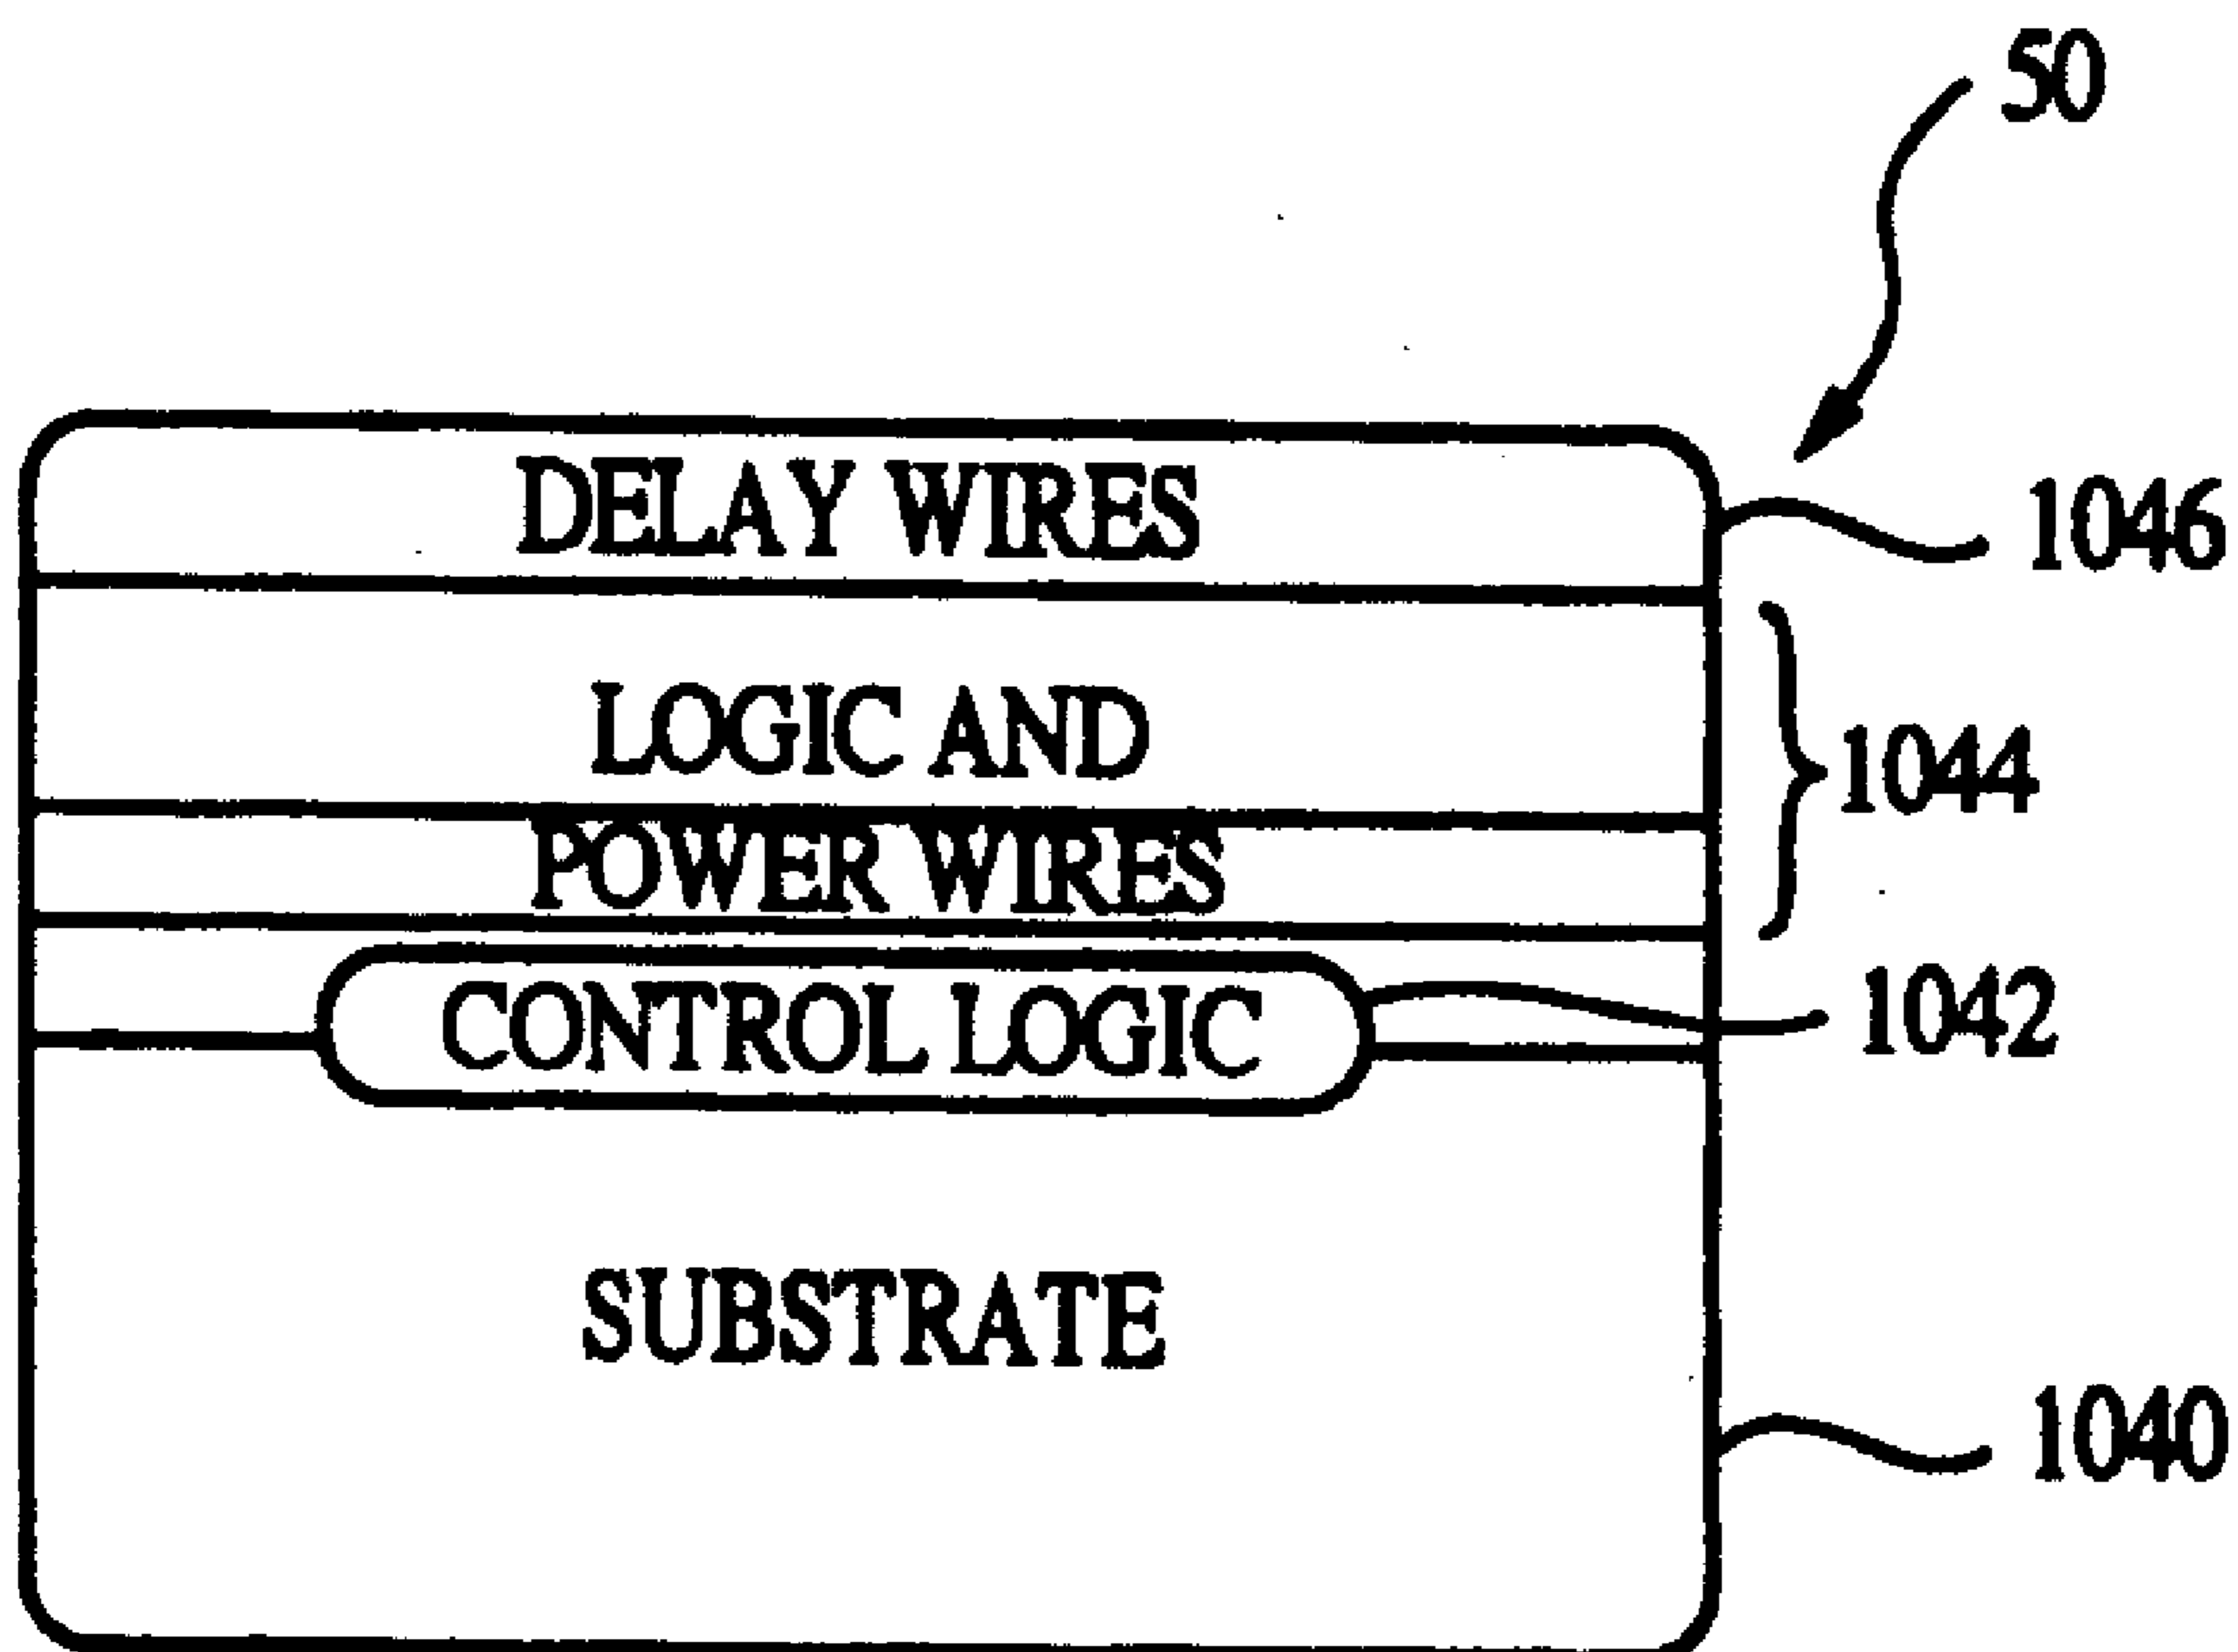 50
DELAY WIRES
1046
LOGIC AND
1044
POWER WIRES
CONTROL LOGIC
1042
SUBSTRATE
1040